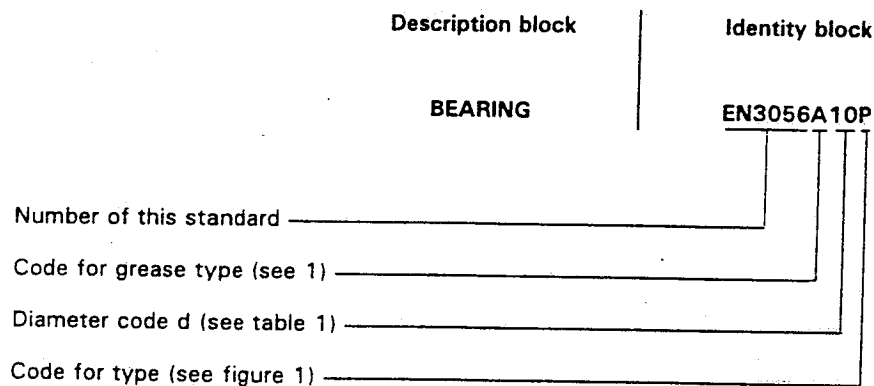 Description block Identity block
BEARING EN3056A10P
Number of this standard
Code for grease type (see 1)
Diameter code d (see table 1)
Code for type (see figure 1)